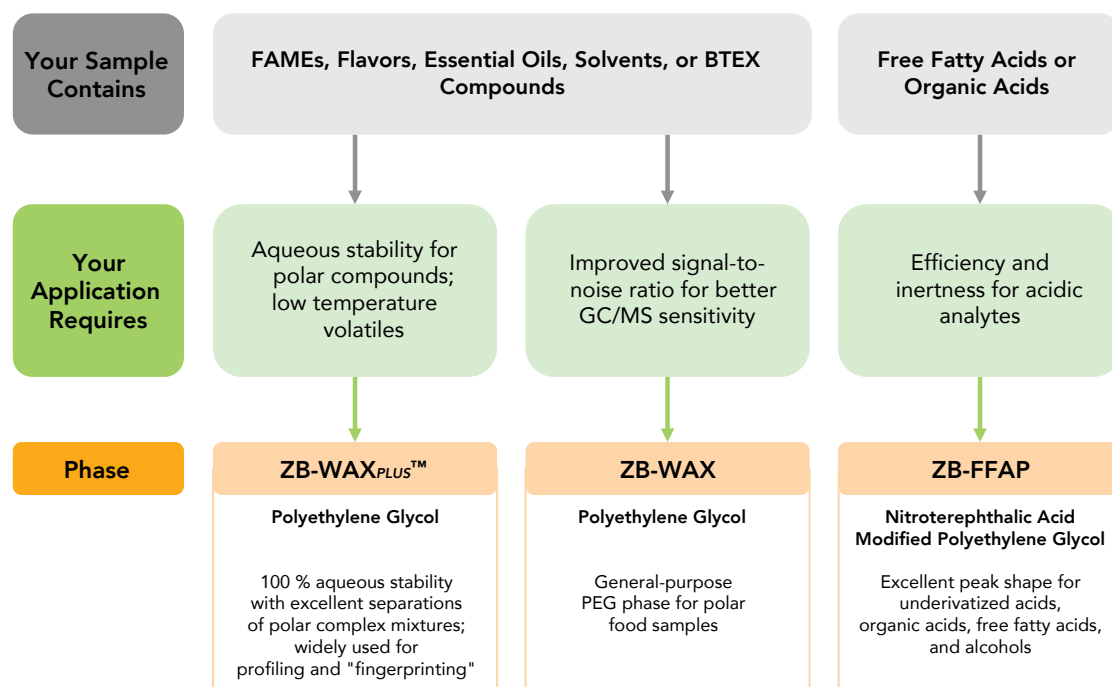 Your Sample
Contains
FAMEs, Flavors, Essential Oils, Solvents, or BTEX
Compounds
Free Fatty Acids or
Organic Acids
Your
Application
Requires
Aqueous stability for
polar compounds;
low temperature
volatiles
Improved signal-to-
noise ratio for better
GC/MS sensitivity
Efficiency and
inertness for acidic
analytes
Phase
ZB-WAXPLUS™
Polyethylene Glycol
100 % aqueous stability
with excellent separations
of polar complex mixtures;
widely used for
profiling and "fingerprinting"
ZB-WAX
Polyethylene Glycol
General-purpose
PEG phase for polar
food samples
ZB-FFAP
Nitroterephthalic Acid
Modified Polyethylene Glycol
Excellent peak shape for
underivatized acids,
organic acids, free fatty acids,
and alcohols